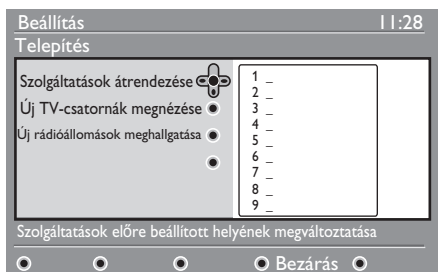 Beállítás 11:28
Telepítés
Szolgáltatások átrendezése
Új TV-csatornák megnézése
Új rádióállomások meghallgatása
1 _
2 _
3 _
4 _
5 _
6 _
7 _
8 _
9 _
Szolgáltatások előre beállított helyének megváltoztatása
Bezárás